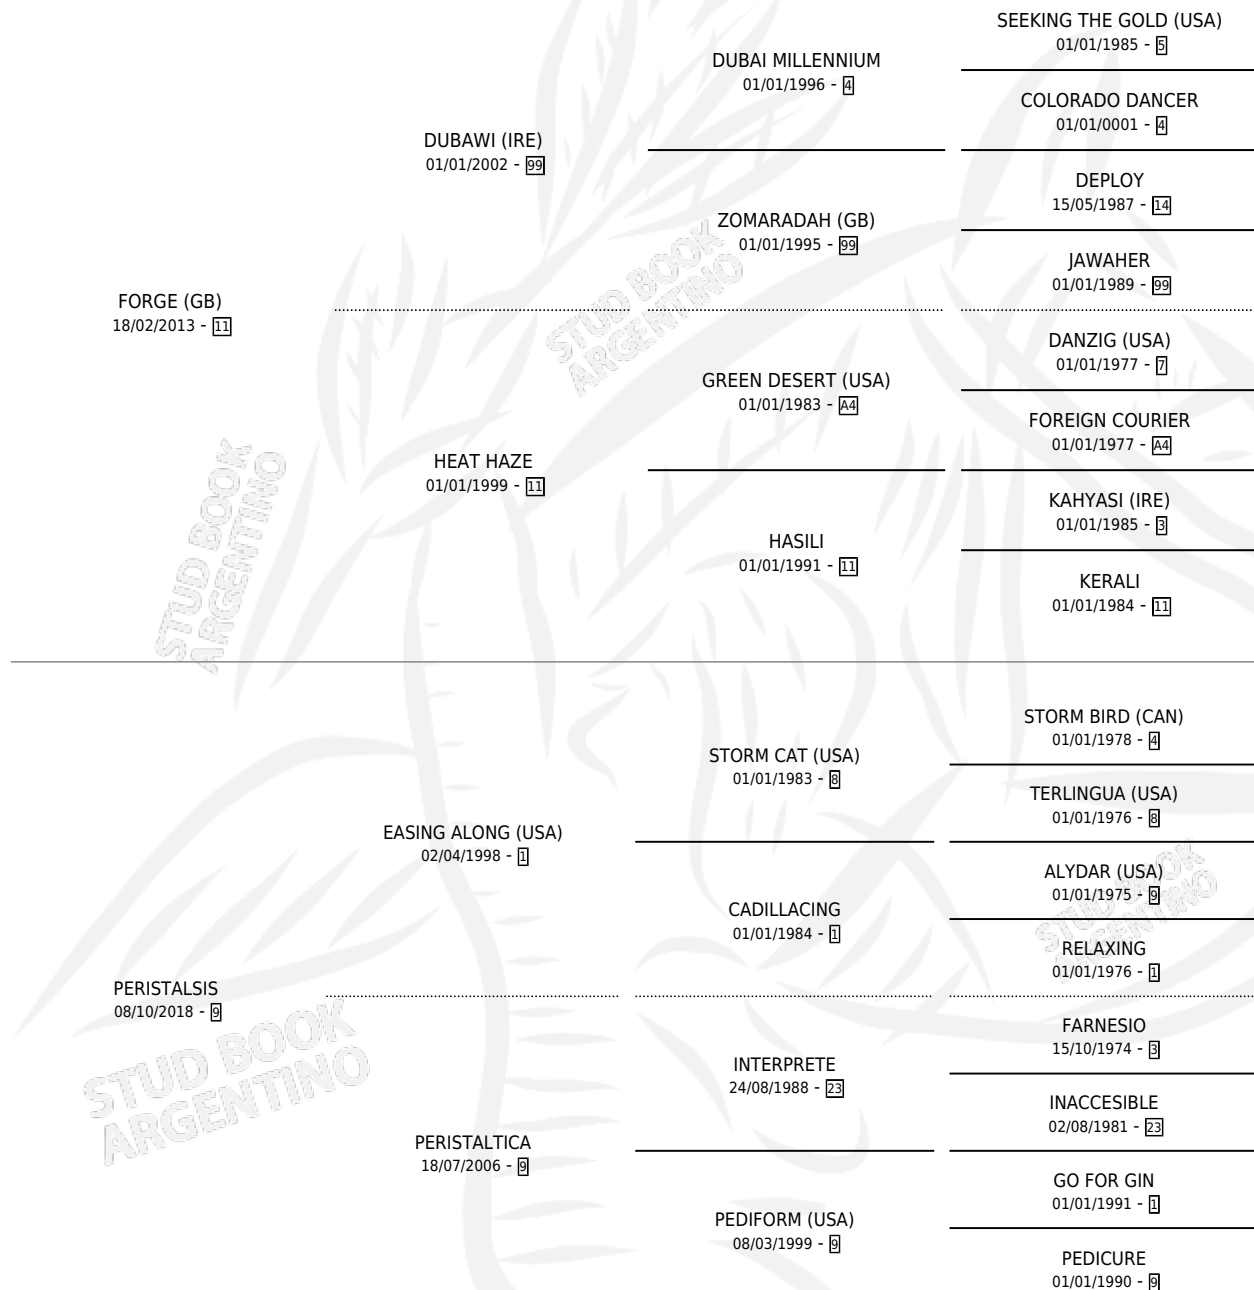 SEEKING THE GOLD (USA)
01/01/1985 - 5
DUBAI MILLENNIUM
01/01/1996 - 4
COLORADO DANCER
01/01/0001 - 4
DUBAWI (IRE)
01/01/2002 - 99
DEPLOY
15/05/1987 - 14
ZOMARADAH (GB)
01/01/1995 - 99
JAWAHER
01/01/1989 - 99
FORGE (GB)
18/02/2013 - 11
STUD BOOK
ARGENTINO
DANZIG (USA)
01/01/1977 - 7
GREEN DESERT (USA)
01/01/1983 - A4
FOREIGN COURIER
01/01/1977 - A4
HEAT HAZE
01/01/1999 - 11
KAHYASI (IRE)
01/01/1985 - 3
HASILI
01/01/1991 - 11
KERALI
01/01/1984 - 11
STUD BOOK
ARGENTINO
STORM BIRD (CAN)
01/01/1978 - 4
STORM CAT (USA)
01/01/1983 - 8
TERLINGUA (USA)
01/01/1976 - 8
EASING ALONG (USA)
02/04/1998 - 1
ALYDAR (USA)
01/01/1975 - 9
CADILLACING
01/01/1984 - 1
RELAXING
01/01/1976 - 1
STUD BOOK
ARGENTINO
PERISTALSIS
08/10/2018 - 9
FARNESIO
15/10/1974 - 3
INTERPRETE
24/08/1988 - 23
INACCESIBLE
02/08/1981 - 23
STUD BOOK
ARGENTINO
PERISTALTICA
18/07/2006 - 9
GO FOR GIN
01/01/1991 - 1
PEDIFORM (USA)
08/03/1999 - 9
PEDICURE
01/01/1990 - 9